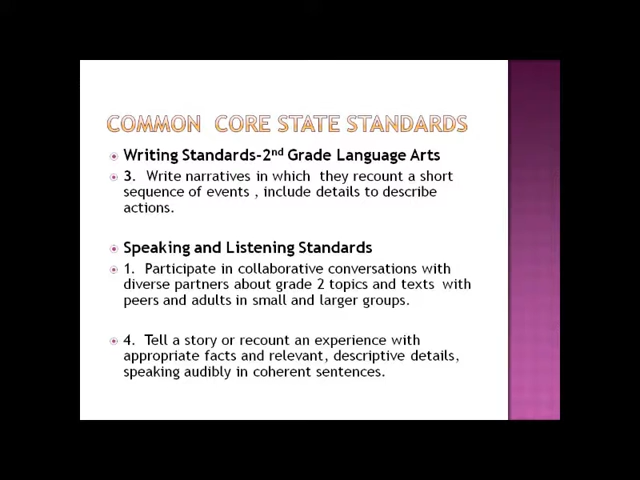 COMMON CORE STATE STANDARDS
Writing Standards-2nd Grade Language Arts
3. Write narratives in which they recount a short
sequence of events , include details to describe
actions.
Speaking and Listening Standards
1. Participate in collaborative conversations with
diverse partners about grade 2 topics and texts with
peers and adults in small and larger groups.
4. Tell a story or recount an experience with
appropriate facts and relevant, descriptive details,
speaking audibly in coherent sentences.